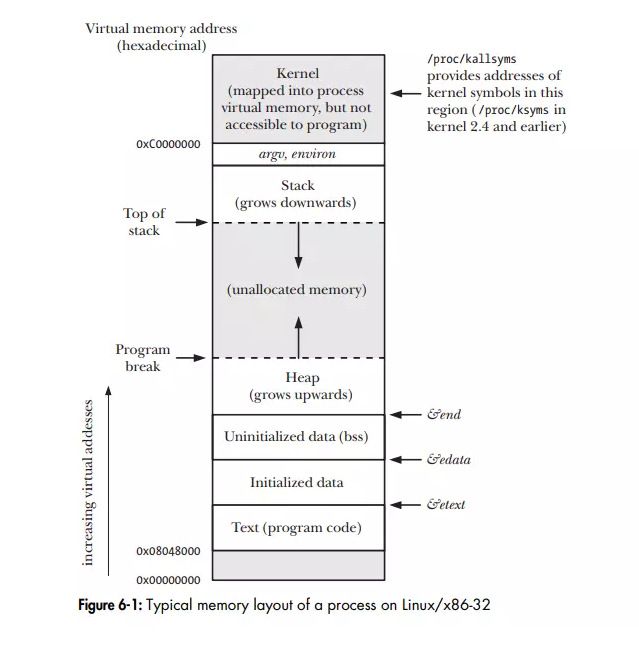 Virtual memory address
(hexadecimal)
/proc/kallsyms
provides addresses of
kernel symbols in this
region (/proc/ksyms in
kernel 2.4 and earlier)
Kernel
(mapped into process
virtual memory, but not
accessible to program)
0xC0000000
argv, environ
Stack
(grows downwards)
Top of
stack
(unallocated memory)
Program
break
Heap
(grows upwards)
&end
Uninitialized data (bss)
&edata
Initialized data
&etext
Text (program code)
0x08048000
0x00000000
increasing virtual addesses
Figure 6-1: Typical memory layout of a process on Linux/x86-32